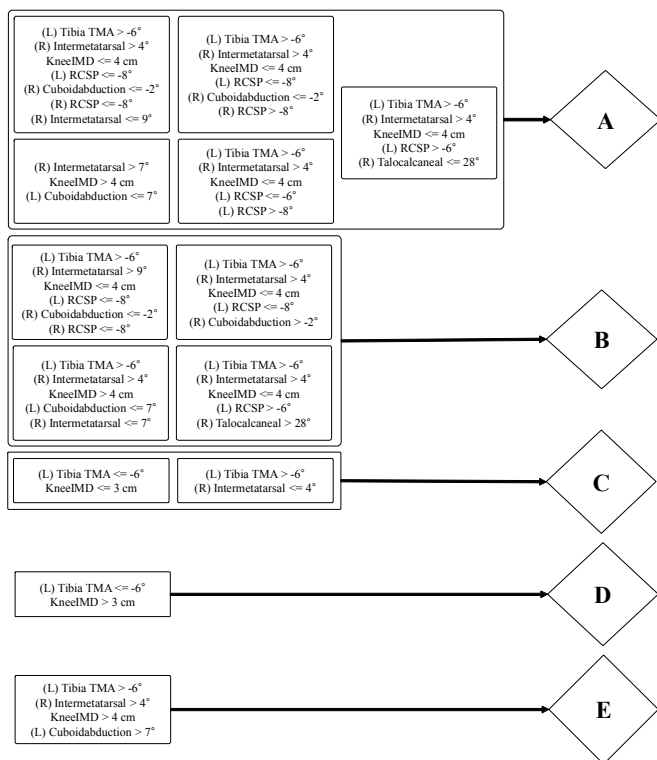 (L) Tibia TMA > -6°
(R) Intermetatarsal > 4°
KneeIMD <= 4 cm
(L) RCSP <= -8°
(R) Cuboidabduction <= -2°
(R) RCSP <= -8°
(R) Intermetatarsal <= 9°
(L) Tibia TMA > -6°
(R) Intermetatarsal > 4°
KneeIMD <= 4 cm
(L) RCSP <= -8°
(R) Cuboidabduction <= -2°
(R) RCSP > -8°
(L) Tibia TMA > -6°
(R) Intermetatarsal > 4°
KneeIMD <= 4 cm
(L) RCSP > -6°
(R) Talocalcaneal <= 28°
A
(R) Intermetatarsal > 7°
KneeIMD > 4 cm
(L) Cuboidabduction <= 7°
(L) Tibia TMA > -6°
(R) Intermetatarsal > 4°
KneeIMD <= 4 cm
(L) RCSP <= -6°
(L) RCSP > -8°
(L) Tibia TMA > -6°
(R) Intermetatarsal > 9°
KneeIMD <= 4 cm
(L) RCSP <= -8°
(R) Cuboidabduction <= -2°
(R) RCSP <= -8°
(L) Tibia TMA > -6°
(R) Intermetatarsal > 4°
KneeIMD <= 4 cm
(L) RCSP <= -8°
(R) Cuboidabduction > -2°
B
(L) Tibia TMA > -6°
(R) Intermetatarsal > 4°
KneeIMD > 4 cm
(L) Cuboidabduction <= 7°
(R) Intermetatarsal <= 7°
(L) Tibia TMA > -6°
(R) Intermetatarsal > 4°
KneeIMD <= 4 cm
(L) RCSP > -6°
(R) Talocalcaneal > 28°
(L) Tibia TMA <= -6°
KneeIMD <= 3 cm
(L) Tibia TMA > -6°
(R) Intermetatarsal <= 4°
C
(L) Tibia TMA <= -6°
KneeIMD > 3 cm
D
(L) Tibia TMA > -6°
(R) Intermetatarsal > 4°
KneeIMD > 4 cm
(L) Cuboidabduction > 7°
E